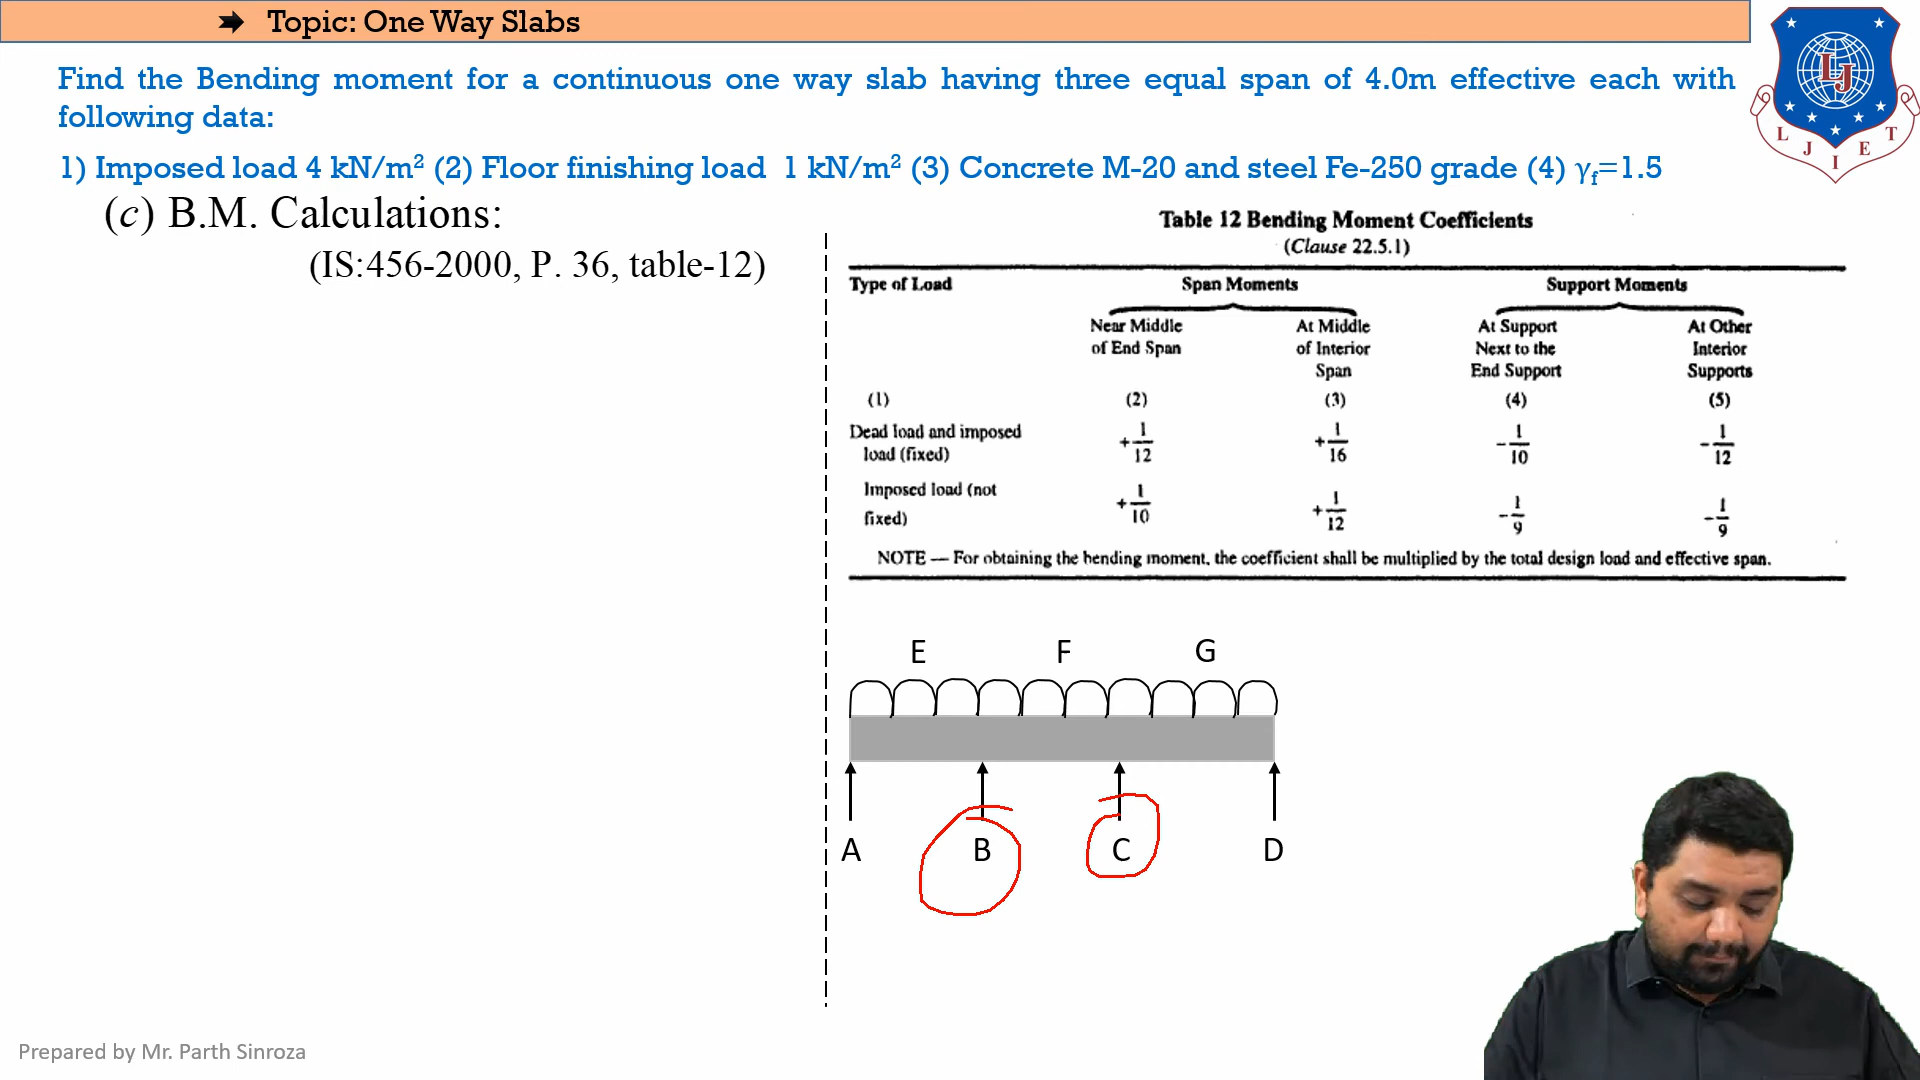 Topic: One Way Slabs
Find the Bending moment for a continuous one way slab having three equal span of 4.0m effective each with
following data:
1) Imposed load 4 kN/m² (2) Floor finishing load 1 kN/m² (3) Concrete M-20 and steel Fe-250 grade (4) γf=1.5
L J
L J I E T
(c) B.M. Calculations:
(IS:456-2000, P. 36, table-12)
Table 12 Bending Moment Coefficients
(Clause 22.5.1)
Type of Load Span Moments Support Moments
Near Middle At Middle At Support At Other
of End Span of Interior Next to the Interior
Span End Support Supports
(1) (2) (3) (4) (5)
Dead load and imposed +1/12 +1/16 -1/10 -1/12
load (fixed)
Imposed load (not +1/10 +1/12 -1/9 -1/9
fixed)
NOTE — For obtaining the bending moment, the coefficient shall be multiplied by the total design load and effective span.
E F G
A B C D
Prepared by Mr. Parth Sinroza